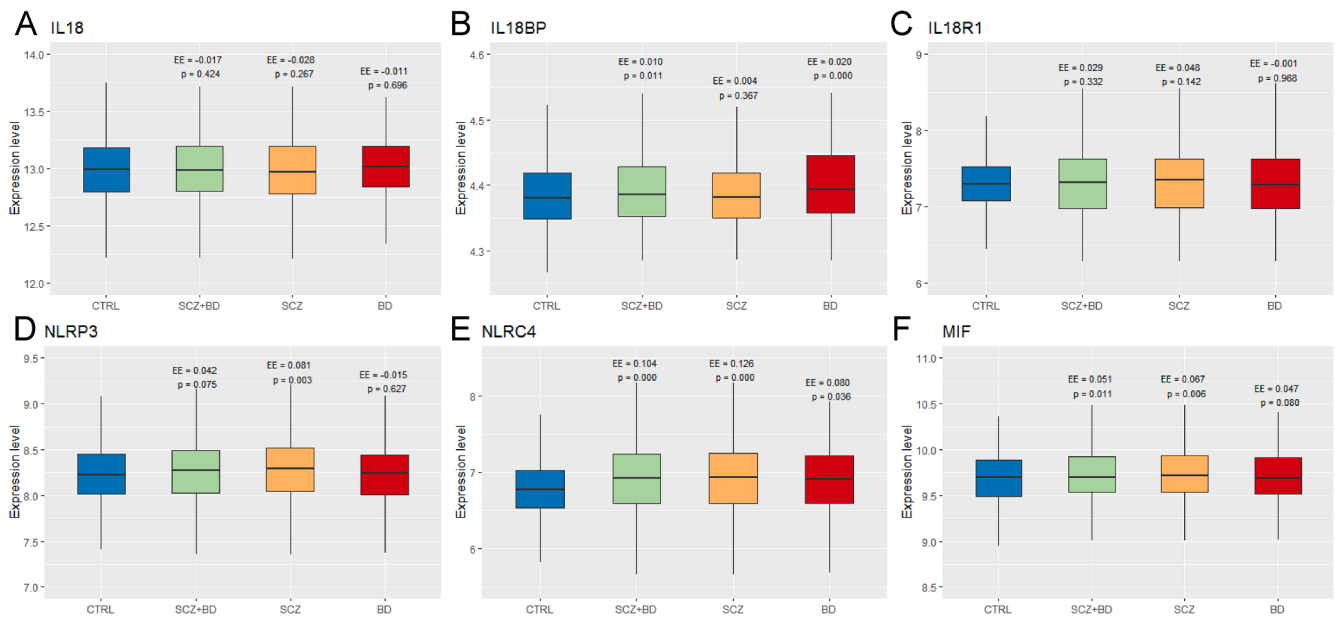 A IL18
Expression level
14.0
13.5
13.0
12.5
12.0
EE = −0.017
p = 0.424
EE = −0.028
p = 0.267
EE = −0.011
p = 0.696
CTRL SCZ+BD SCZ BD
B IL18BP
Expression level
4.6
4.5
4.4
4.3
EE = 0.010
p = 0.011
EE = 0.004
p = 0.367
EE = 0.020
p = 0.000
CTRL SCZ+BD SCZ BD
C IL18R1
Expression level
9
8
7
6
EE = 0.029
p = 0.332
EE = 0.048
p = 0.142
EE = −0.001
p = 0.968
CTRL SCZ+BD SCZ BD
D NLRP3
Expression level
9.5
9.0
8.5
8.0
7.5
7.0
EE = 0.042
p = 0.075
EE = 0.081
p = 0.003
EE = −0.015
p = 0.627
CTRL SCZ+BD SCZ BD
E NLRC4
Expression level
8
7
6
EE = 0.104
p = 0.000
EE = 0.126
p = 0.000
EE = 0.080
p = 0.036
CTRL SCZ+BD SCZ BD
F MIF
Expression level
11.0
10.5
10.0
9.5
9.0
8.5
EE = 0.051
p = 0.011
EE = 0.067
p = 0.006
EE = 0.047
p = 0.080
CTRL SCZ+BD SCZ BD